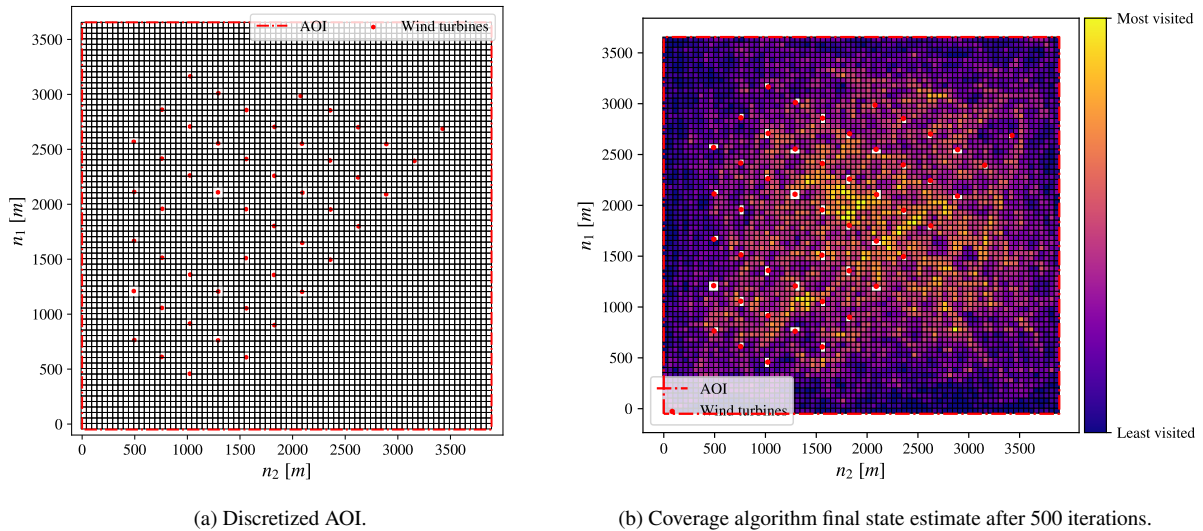 AOI Wind turbines
3500
3000
2500
2000
1500
1000
500
0
n₁ [m]
0 500 1000 1500 2000 2500 3000 3500
n₂ [m]
(a) Discretized AOI.
3500
3000
2500
2000
1500
1000
500
0
n₁ [m]
AOI
Wind turbines
0 500 1000 1500 2000 2500 3000 3500
n₂ [m]
Most visited
Least visited
(b) Coverage algorithm final state estimate after 500 iterations.